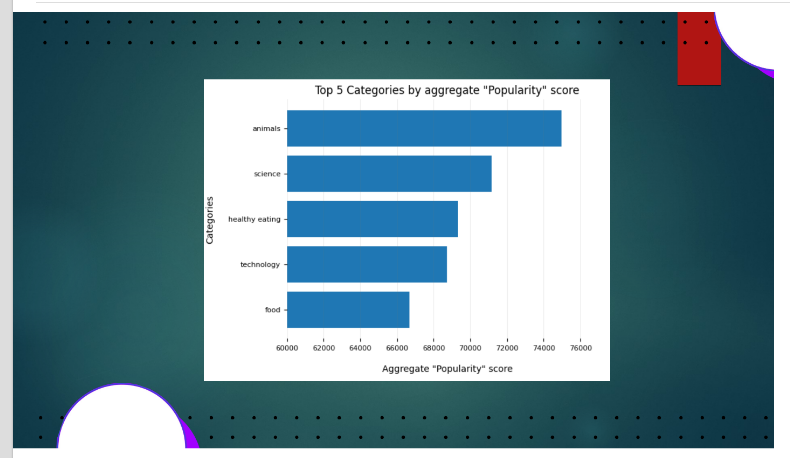 Top 5 Categories by aggregate "Popularity" score
Categories
animals
science
healthy eating
technology
food
60000 62000 64000 66000 68000 70000 72000 74000 76000
Aggregate "Popularity" score